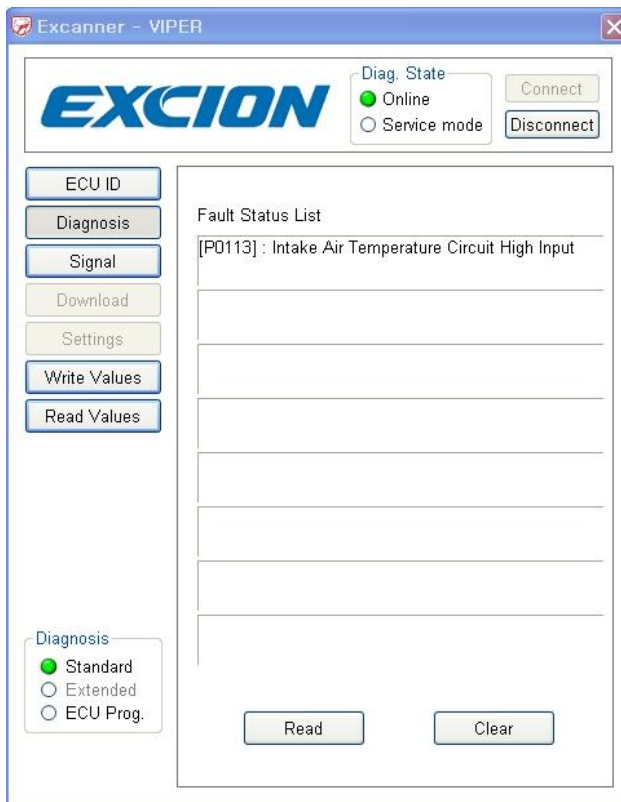 Excanner - VIPER
EXCION
Diag. State
Online
Service mode
Connect
Disconnect
ECU ID
Diagnosis
Signal
Download
Settings
Write Values
Read Values
Fault Status List
[P0113] : Intake Air Temperature Circuit High Input
Diagnosis
Standard
Extended
ECU Prog.
Read
Clear